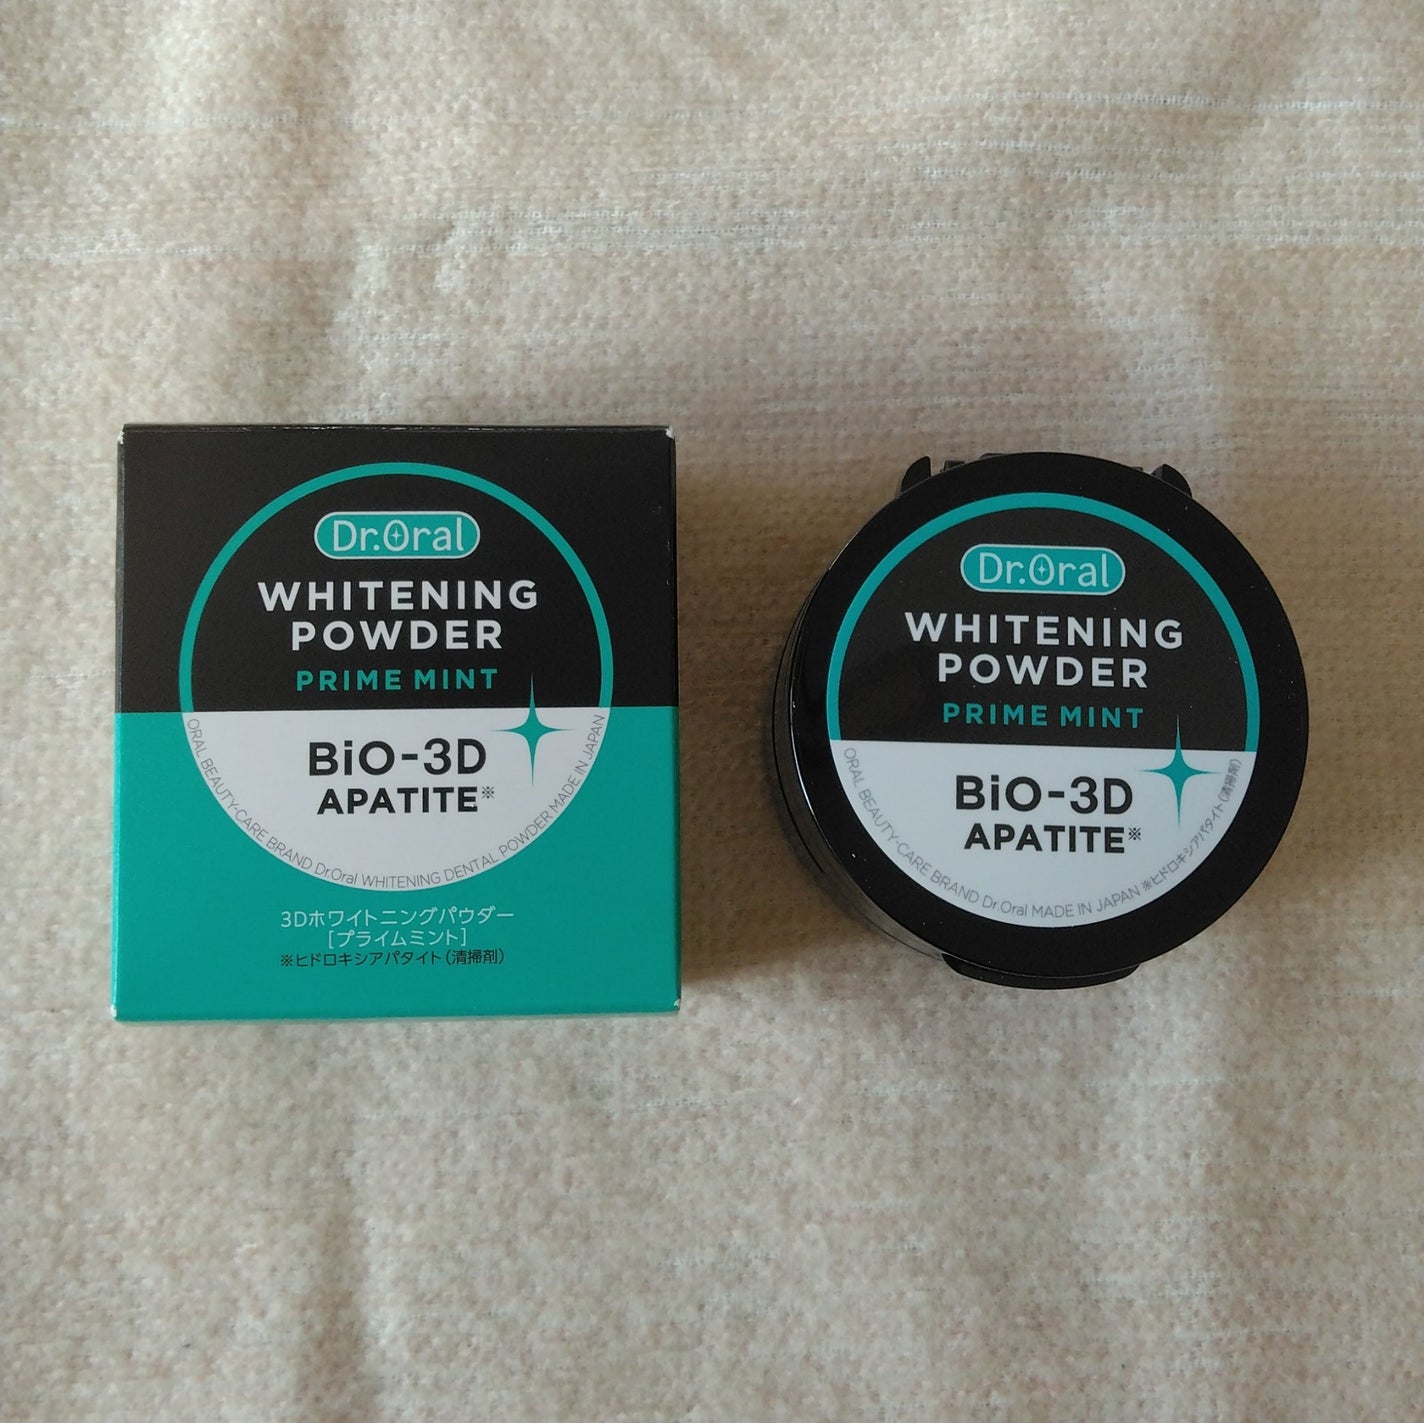 Dr.Oral
WHITENING
POWDER
PRIME MINT
BiO-3D
APATITE※
ORAL BEAUTY-CARE BRAND Dr.Oral WHITENING DENTAL POWDER MADE IN JAPAN
3Dホワイトニングパウダー
[プライムミント]
※ヒドロキシアパタイト(清掃剤)
Dr.Oral
WHITENING
POWDER
PRIME MINT
BiO-3D
APATITE※
ORAL BEAUTY-CARE BRAND Dr.Oral MADE IN JAPAN ※ヒドロキシアパタイト(清掃剤)